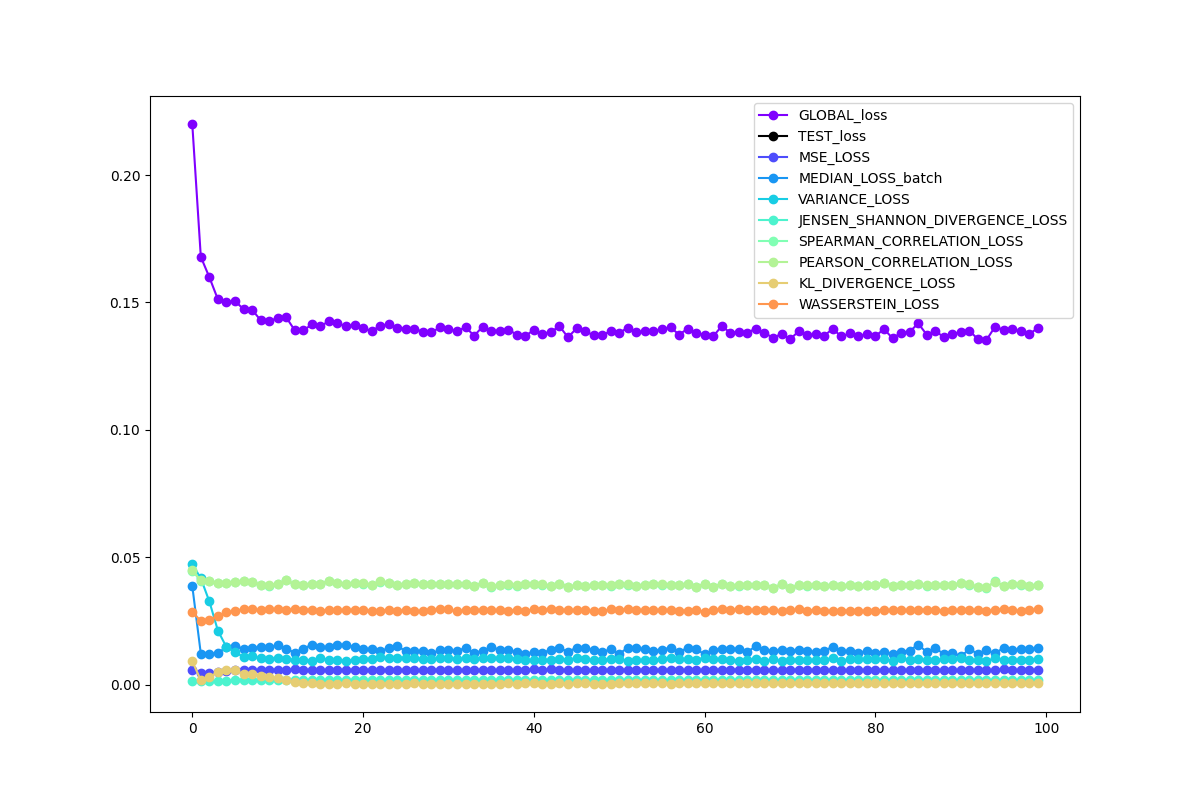 GLOBAL_loss
TEST_loss
MSE_LOSS
MEDIAN_LOSS_batch
VARIANCE_LOSS
JENSEN_SHANNON_DIVERGENCE_LOSS
SPEARMAN_CORRELATION_LOSS
PEARSON_CORRELATION_LOSS
KL_DIVERGENCE_LOSS
WASSERSTEIN_LOSS
0.20
0.15
0.10
0.05
0.00
0 20 40 60 80 100